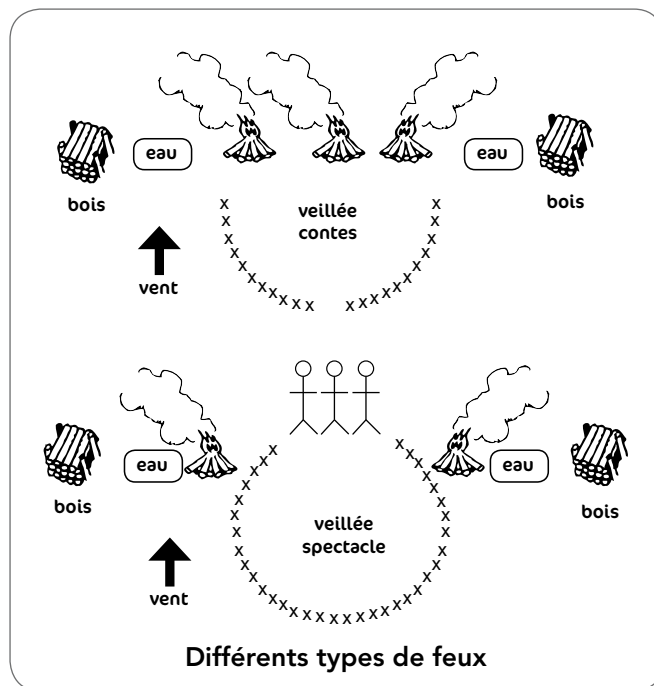 eau
eau
bois
bois
veillée
contes
vent
eau
eau
bois
bois
veillée
spectacle
vent
Différents types de feux